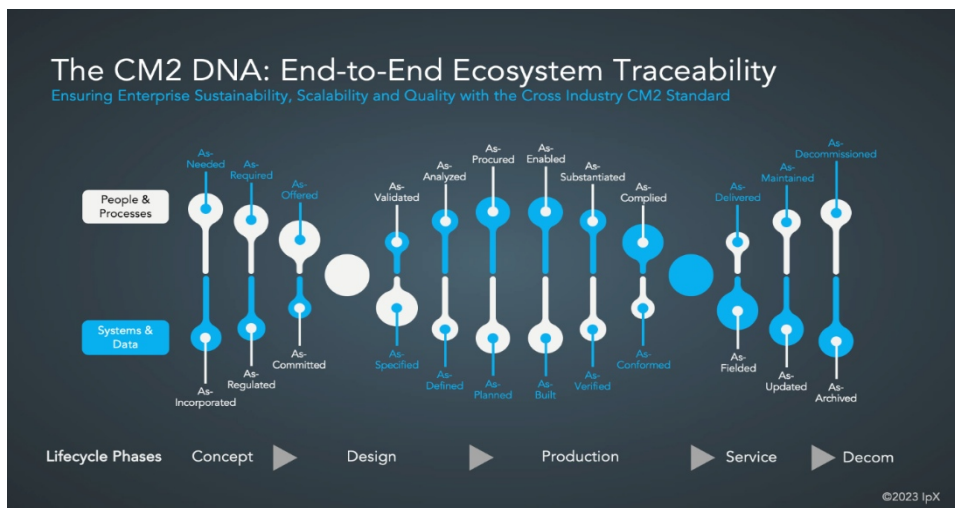 The CM2 DNA: End-to-End Ecosystem Traceability
Ensuring Enterprise Sustainability, Scalability and Quality with the Cross Industry CM2 Standard
People &
Processes
As-
Needed
As-
Required
As-
Offered
As-
Validated
As-
Analyzed
As-
Procured
As-
Enabled
As-
Substantiated
As-
Complied
As-
Delivered
As-
Maintained
As-
Decommissioned
Systems &
Data
As-
Incorporated
As-
Regulated
As-
Committed
As-
Specified
As-
Defined
As-
Planned
As-
Built
As-
Verified
As-
Conformed
As-
Fielded
As-
Updated
As-
Archived
Lifecycle Phases
Concept
Design
Production
Service
Decom
©2023 IpX